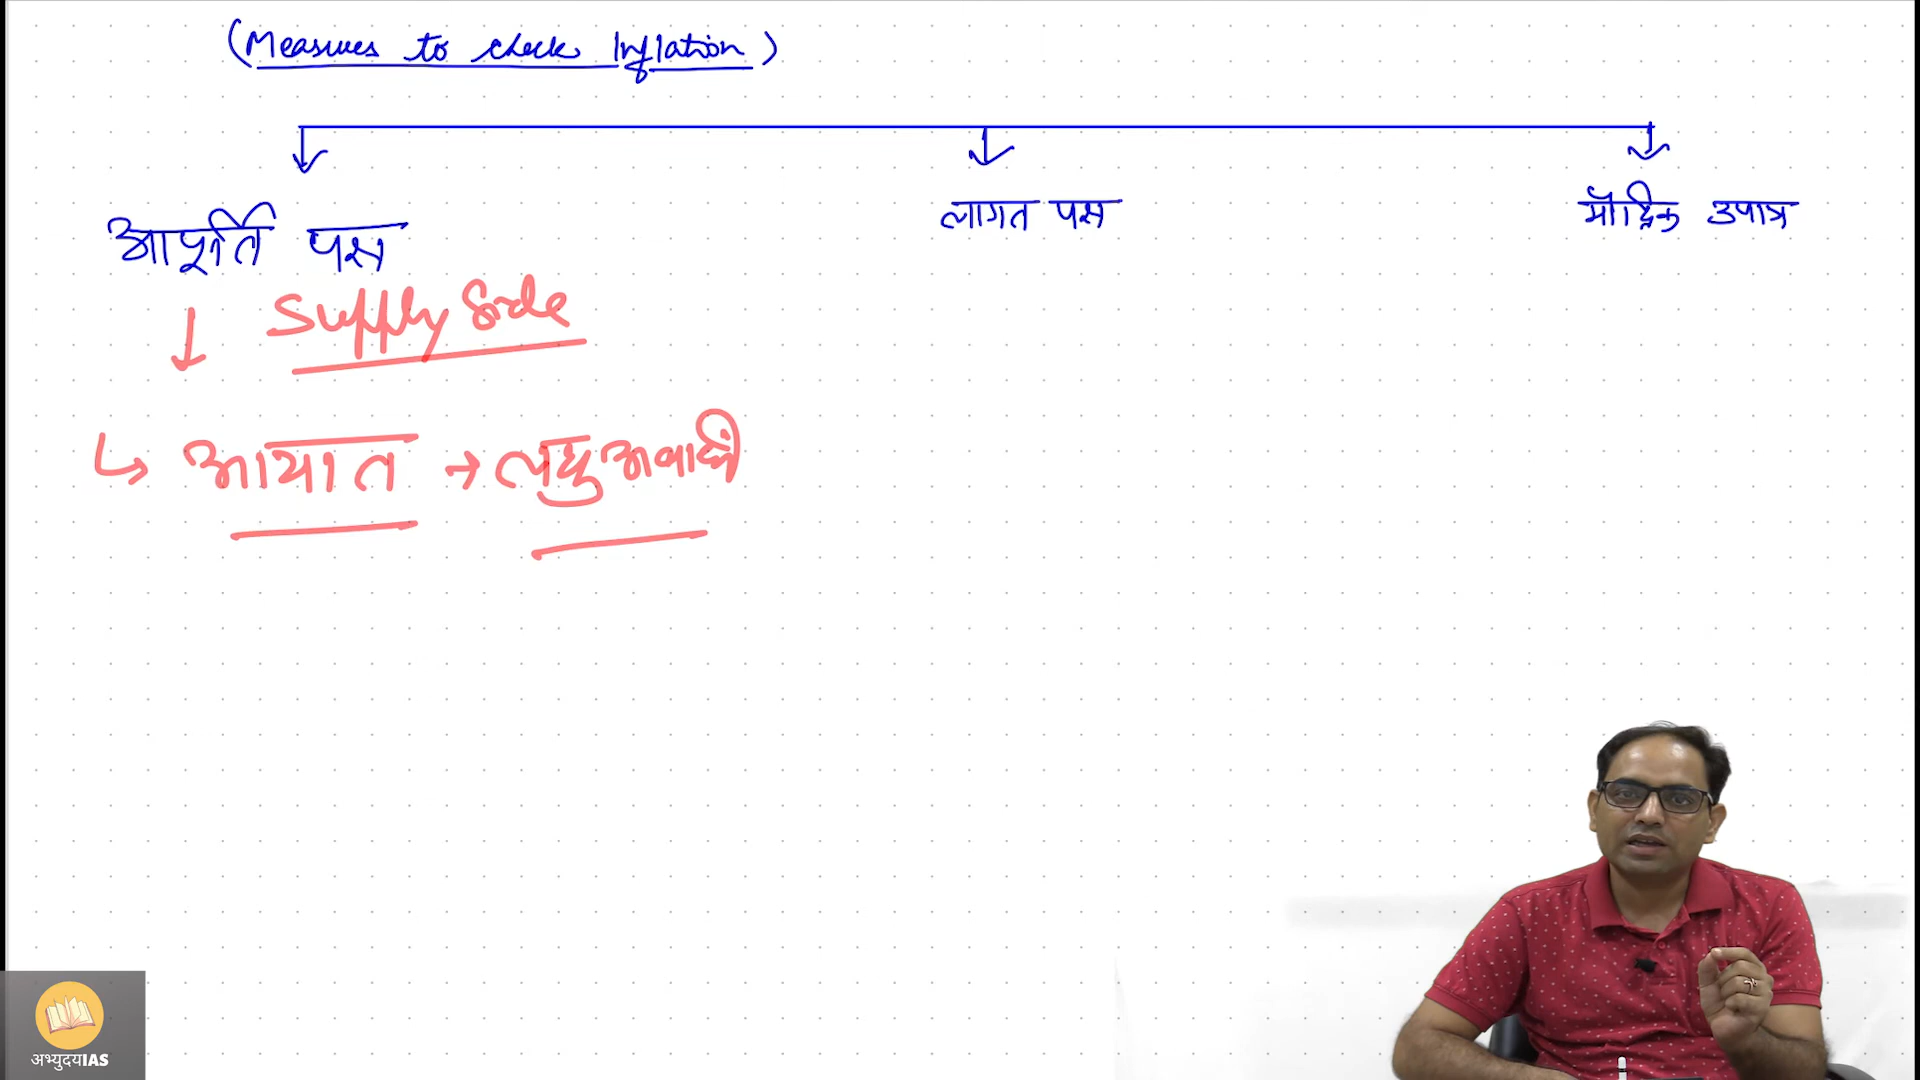 (Measures to check Inflation)
आपूर्ति पक्ष
लागत पक्ष
मौद्रिक उपाय
Supply Side
आयात → लघु अवधि
अभ्युदयIAS